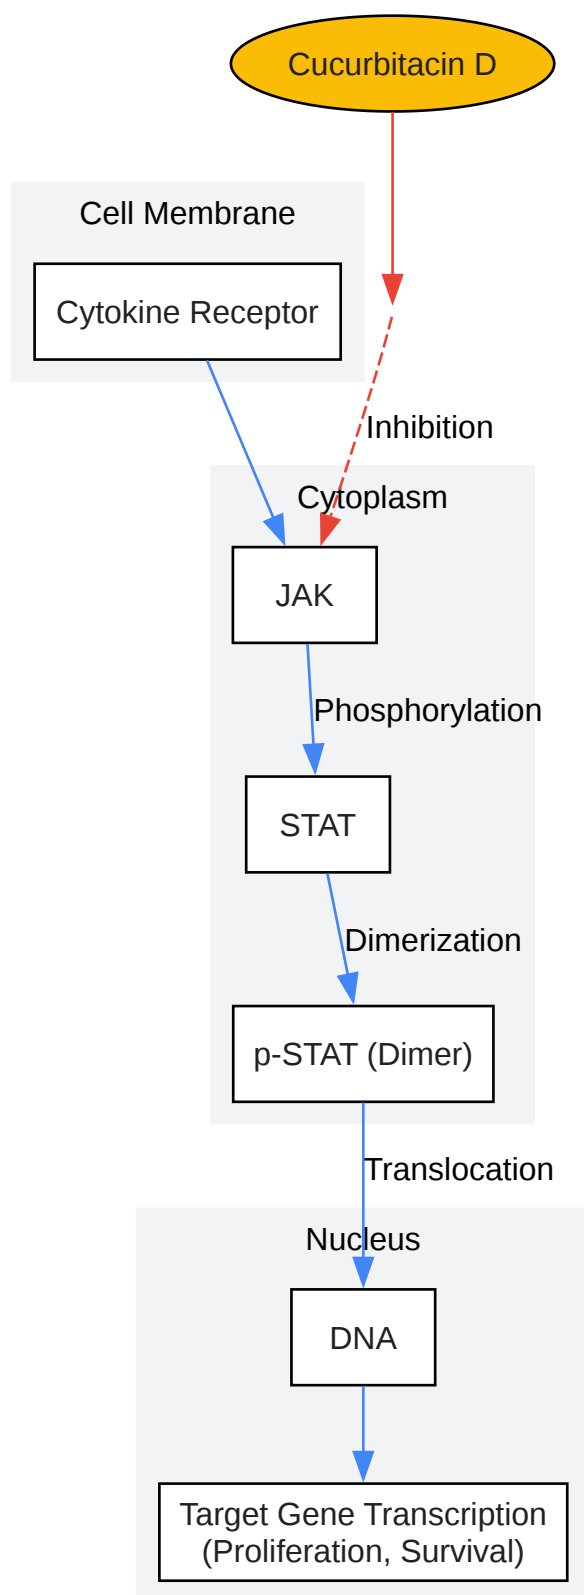 Cucurbitacin D
Cell Membrane
Cytokine Receptor
Inhibition
Cytoplasm
JAK
Phosphorylation
STAT
Dimerization
p-STAT (Dimer)
Translocation
Nucleus
DNA
Target Gene Transcription
(Proliferation, Survival)